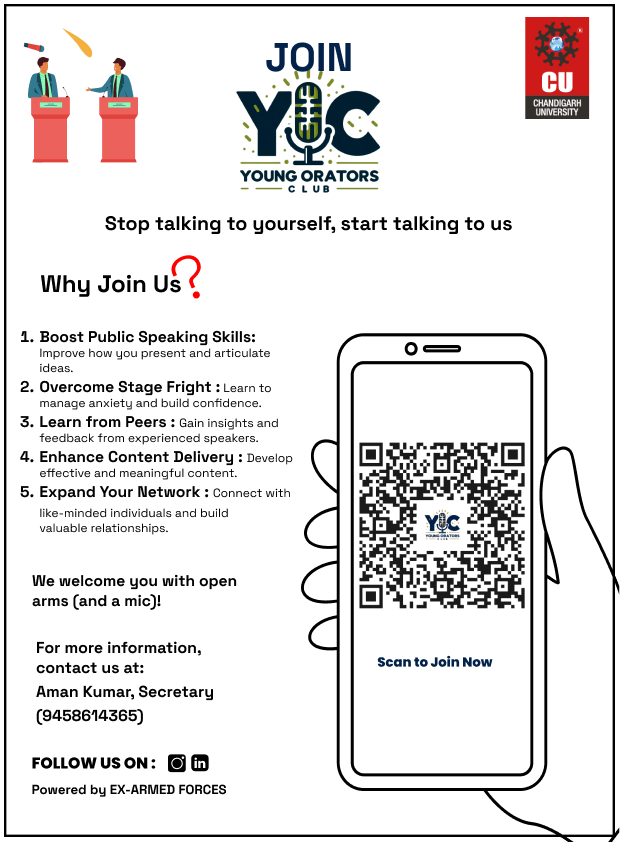 JOIN
YOC
YOUNG ORATORS
CLUB
CU
CHANDIGARH
UNIVERSITY
Stop talking to yourself, start talking to us
Why Join Us?
1. Boost Public Speaking Skills:
Improve how you present and articulate
ideas.
2. Overcome Stage Fright : Learn to
manage anxiety and build confidence.
3. Learn from Peers : Gain insights and
feedback from experienced speakers.
4. Enhance Content Delivery : Develop
effective and meaningful content.
5. Expand Your Network : Connect with
like-minded individuals and build
valuable relationships.
We welcome you with open
arms (and a mic)!
For more information,
contact us at:
Aman Kumar, Secretary
(9458614365)
FOLLOW US ON :
in
Powered by EX-ARMED FORCES
YOC
YOUNG ORATORS
CLUB
Scan to Join Now